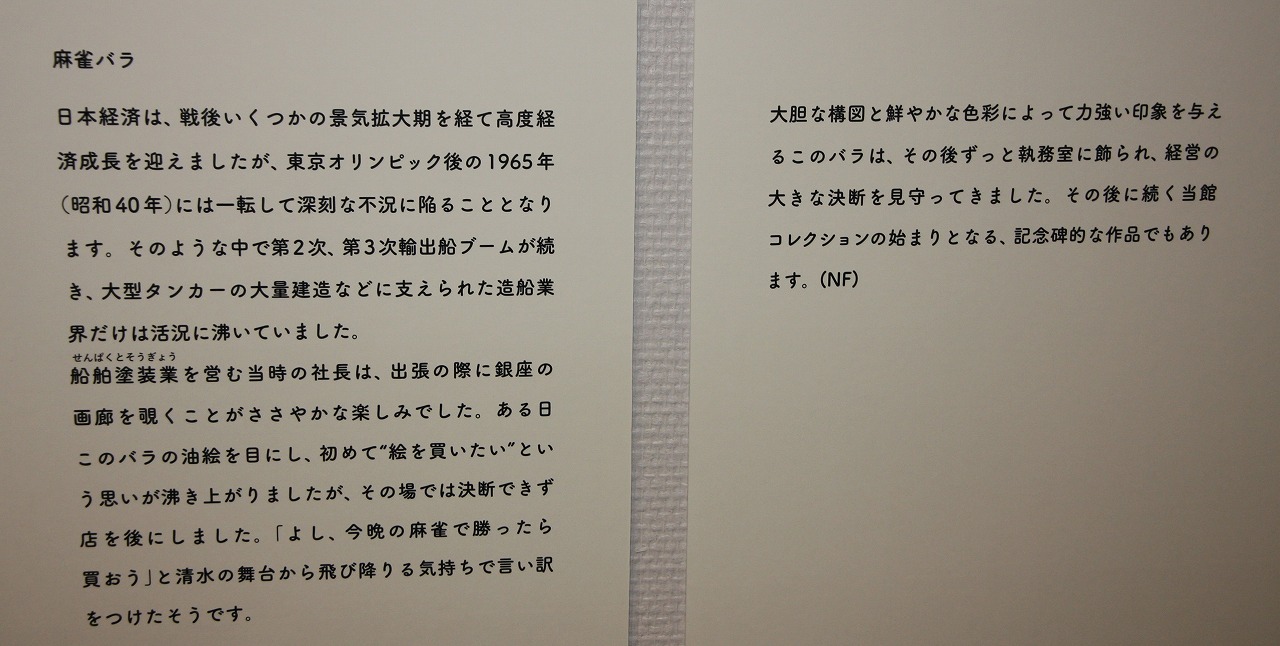 麻雀バラ
日本経済は、戦後いくつかの景気拡大期を経て高度経
済成長を迎えましたが、東京オリンピック後の1965年
（昭和40年）には一転して深刻な不況に陥ることとなり
ます。そのような中で第2次、第3次輸出船ブームが続
き、大型タンカーの大量建造などに支えられた造船業
界だけは活況に沸いていました。
せんぱくとそうぎょう
船舶塗装業を営む当時の社長は、出張の際に銀座の
画廊を覗くことがささやかな楽しみでした。ある日
このバラの油絵を目にし、初めて“絵を買いたい”とい
う思いが沸き上がりましたが、その場では決断できず
店を後にしました。「よし、今晩の麻雀で勝ったら
買おう」と清水の舞台から飛び降りる気持ちで言い訳
をつけたそうです。
大胆な構図と鮮やかな色彩によって力強い印象を与え
るこのバラは、その後ずっと執務室に飾られ、経営の
大きな決断を見守ってきました。その後に続く当館
コレクションの始まりとなる、記念碑的な作品でもあり
ます。（NF）